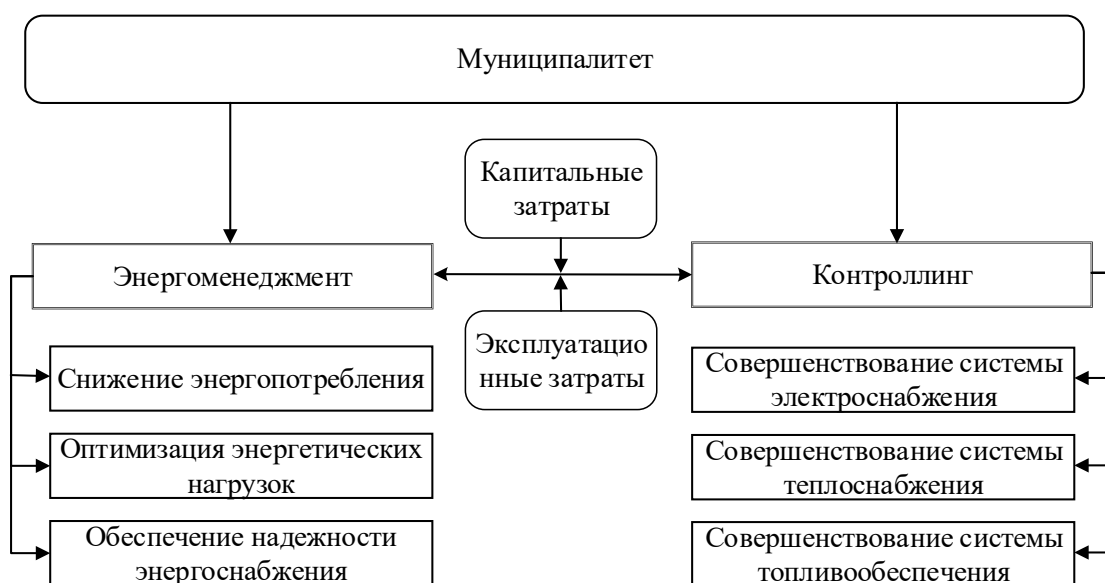 Муниципалитет
Капитальные
затраты
Энергоменеджмент
Контроллинг
Эксплуатацио
нные затраты
Снижение энергопотребления
Оптимизация энергетических
нагрузок
Обеспечение надежности
энергоснабжения
Совершенствование системы
электроснабжения
Совершенствование системы
теплоснабжения
Совершенствование системы
топливообеспечения